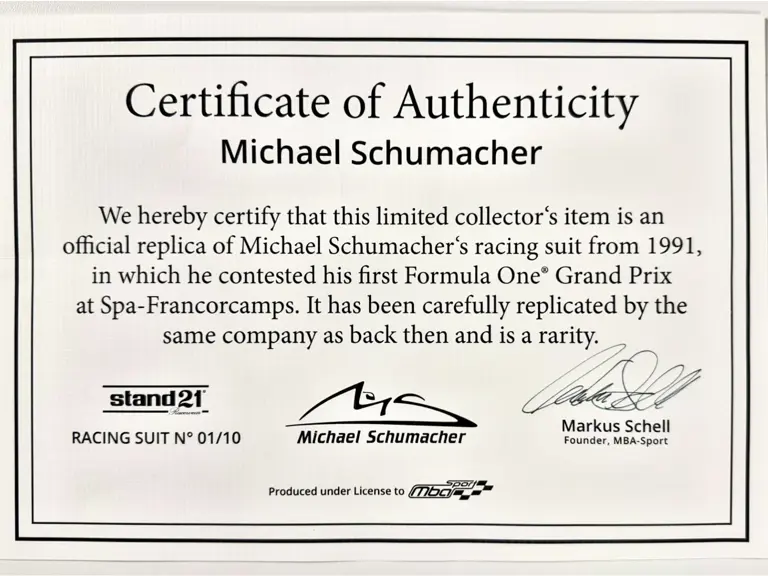 Certificate of Authenticity
Michael Schumacher
We hereby certify that this limited collector‘s item is an
official replica of Michael Schumacher‘s racing suit from 1991,
in which he contested his first Formula One® Grand Prix
at Spa-Francorcamps. It has been carefully replicated by the
same company as back then and is a rarity.
stand21
RACING SUIT N° 01/10
Michael Schumacher
Markus Schell
Founder, MBA-Sport
Produced under License to mba Sport